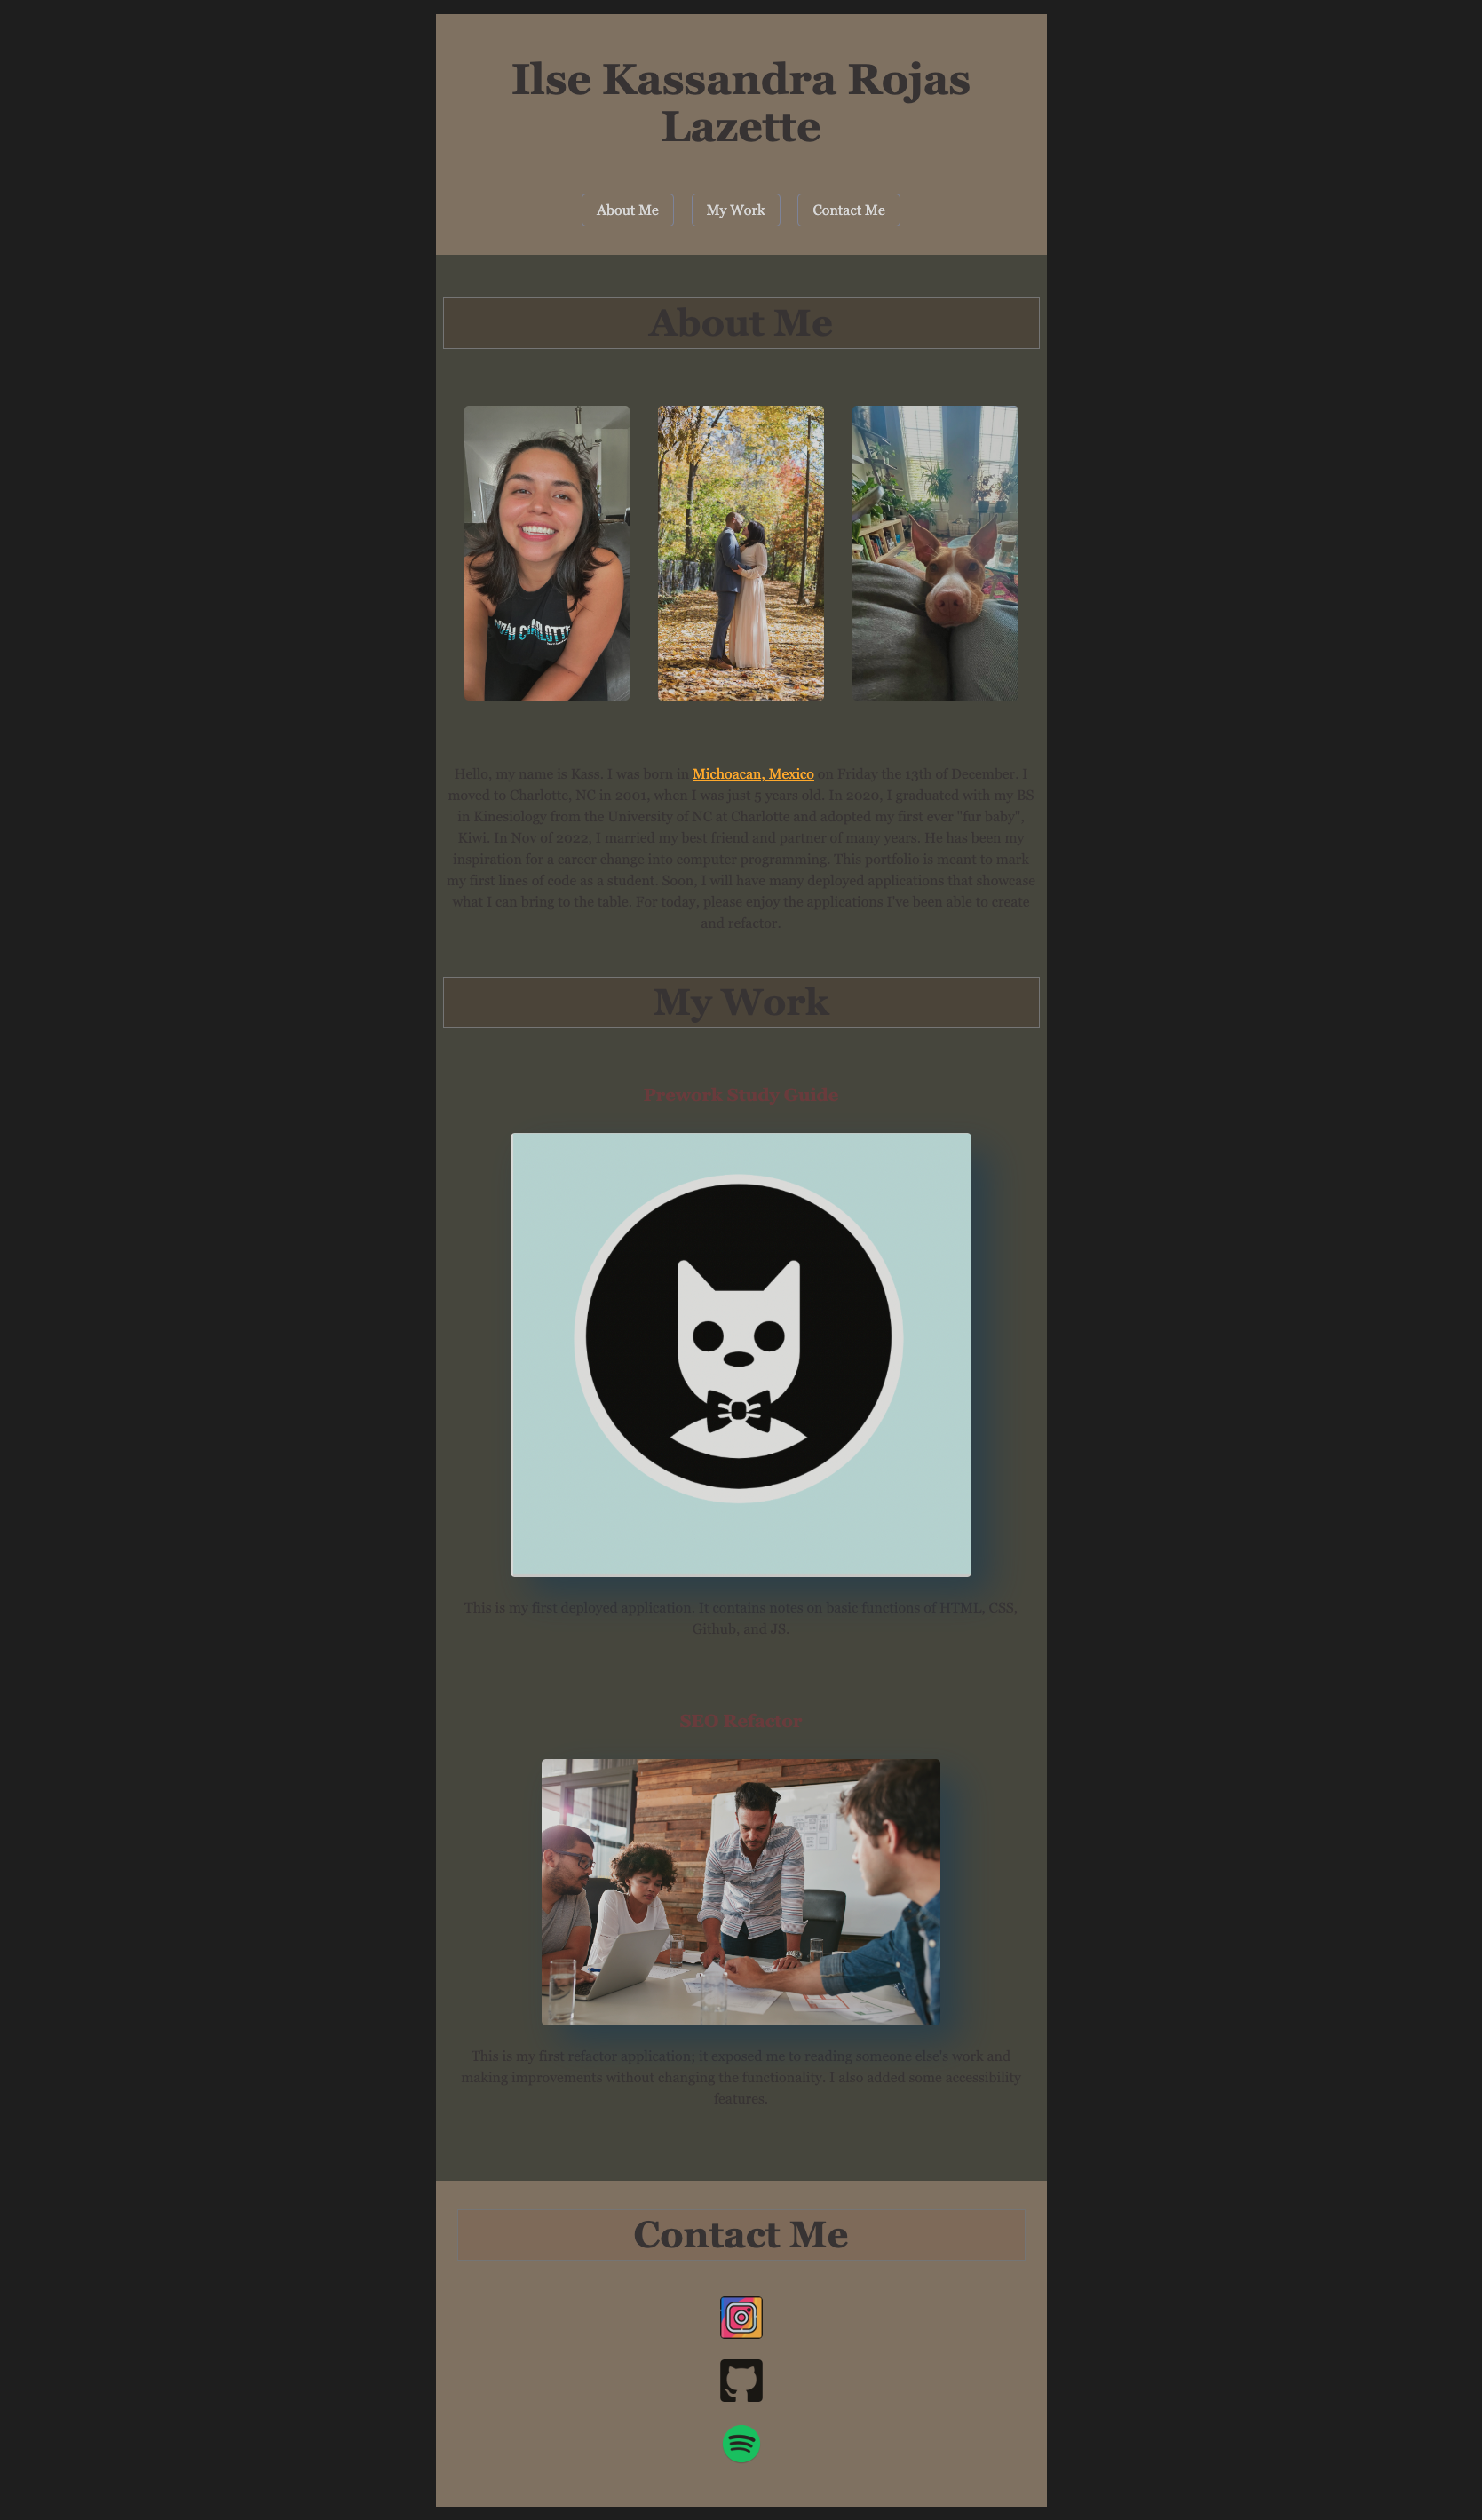 Ilse Kassandra Rojas
Lazette
About Me
My Work
Contact Me
About Me
Hello, my name is Kass. I was born in Michoacan, Mexico on Friday the 13th of December. I
moved to Charlotte, NC in 2001, when I was just 5 years old. In 2020, I graduated with my BS
in Kinesiology from the University of NC at Charlotte and adopted my first ever "fur baby",
Kiwi. In Nov of 2022, I married my best friend and partner of many years. He has been my
inspiration for a career change into computer programming. This portfolio is meant to mark
my first lines of code as a student. Soon, I will have many deployed applications that showcase
what I can bring to the table. For today, please enjoy the applications I've been able to create
and refactor.
My Work
Prework Study Guide
This is my first deployed application. It contains notes on basic functions of HTML, CSS,
Github, and JS.
SEO Refactor
This is my first refactor application; it exposed me to reading someone else's work and
making improvements without changing the functionality. I also added some accessibility
features.
Contact Me